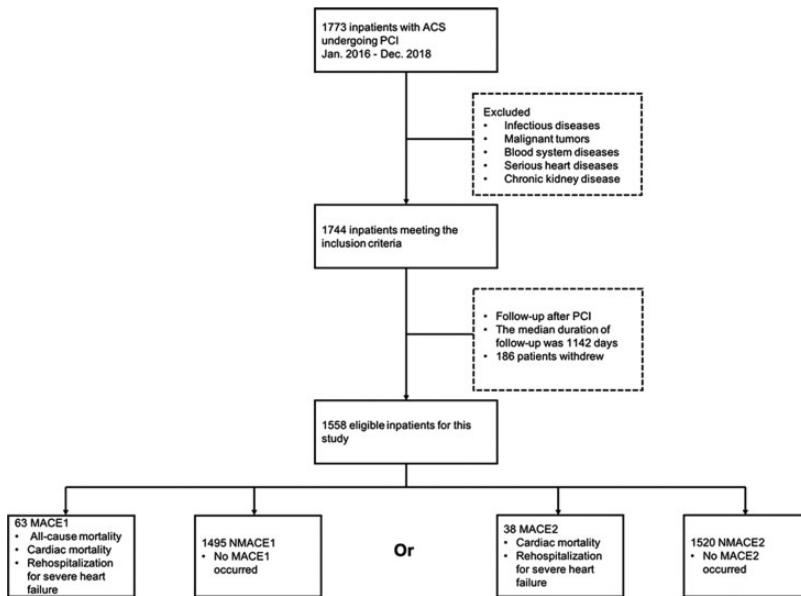 1773 inpatients with ACS
undergoing PCI
Jan. 2016 - Dec. 2018
Excluded
• Infectious diseases
• Malignant tumors
• Blood system diseases
• Serious heart diseases
• Chronic kidney disease
1744 inpatients meeting the
inclusion criteria
• Follow-up after PCI
• The median duration of
follow-up was 1142 days
• 186 patients withdrew
1558 eligible inpatients for this
study
63 MACE1
• All-cause mortality
• Cardiac mortality
• Rehospitalization
for severe heart
failure
1495 NMACE1
• No MACE1
occurred
Or
38 MACE2
• Cardiac mortality
• Rehospitalization
for severe heart
failure
1520 NMACE2
• No MACE2
occurred